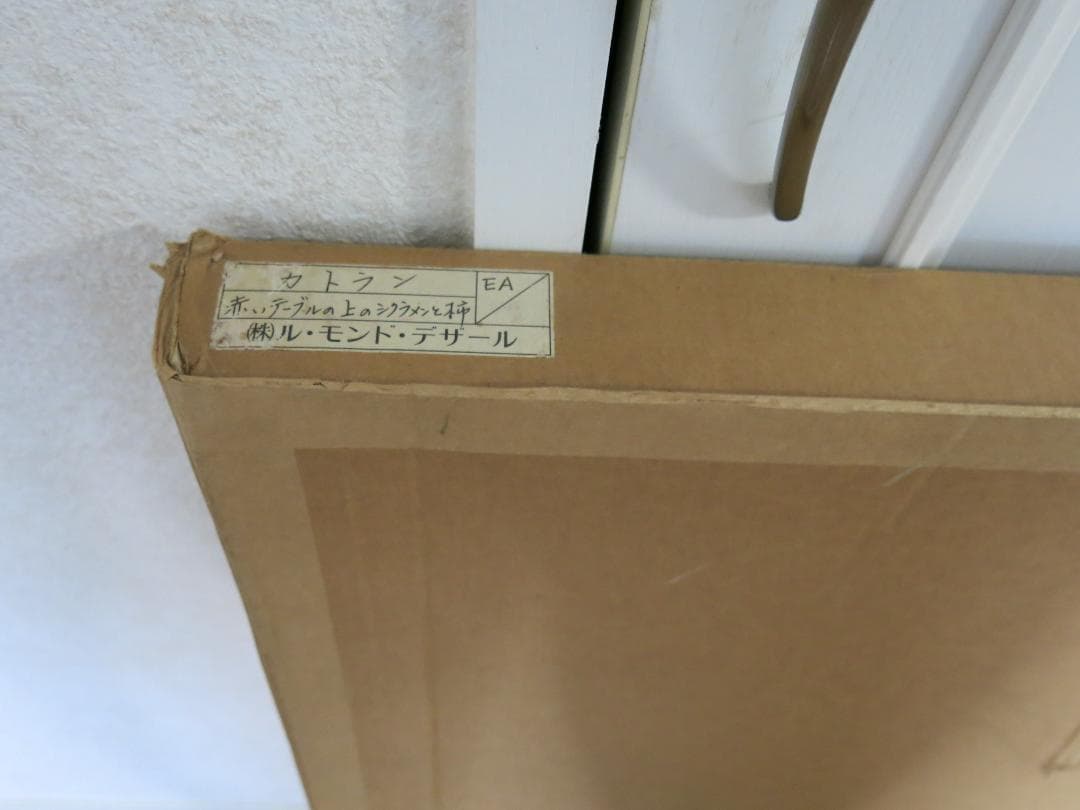 カトラン
EA
赤いテーブルの上のシクラメンと柿
(株)ル・モンド・デザール